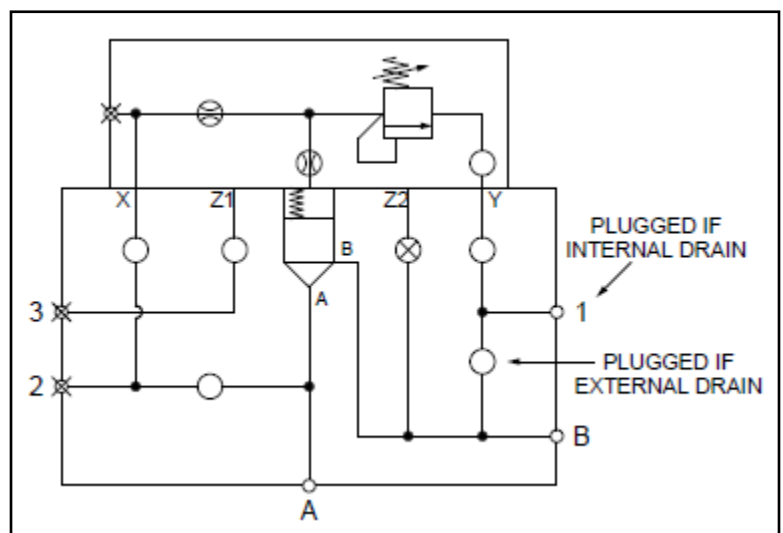 X
Z1
Z2
Y
B
A
PLUGGED IF
INTERNAL DRAIN
3
1
2
PLUGGED IF
EXTERNAL DRAIN
B
A